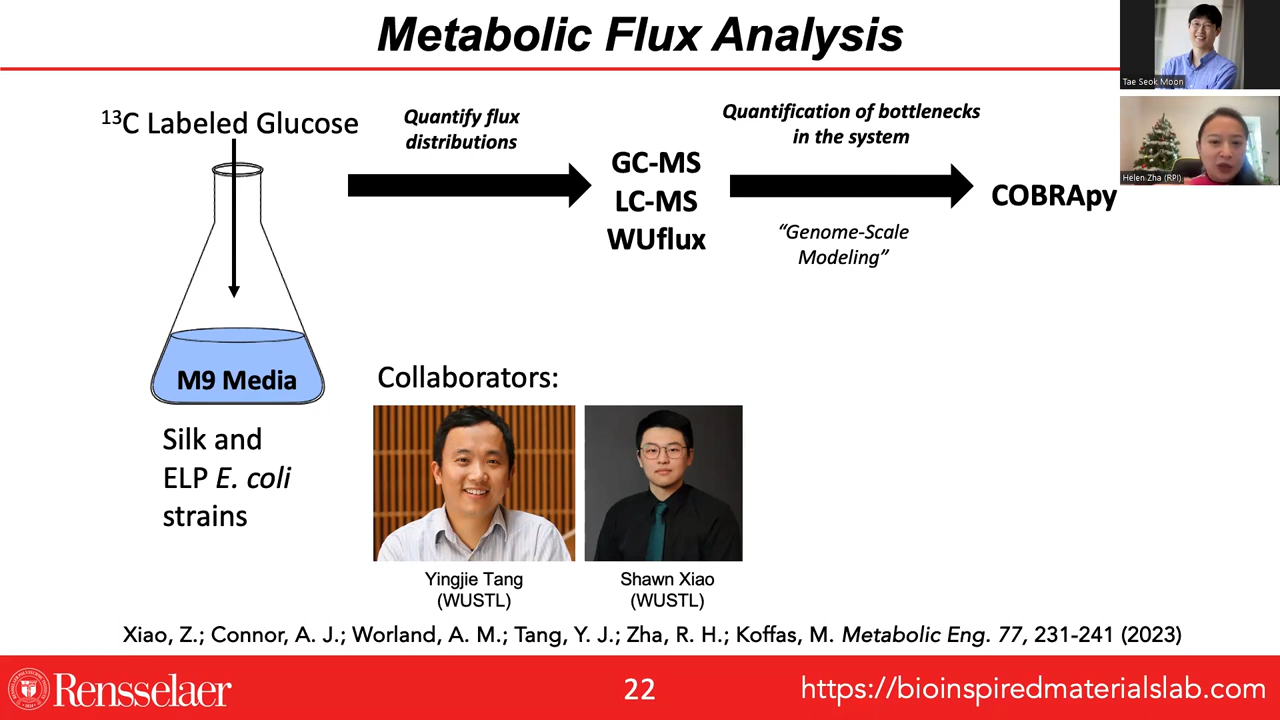 Metabolic Flux Analysis
Tae Seok Moon
Helen Zha (RPI)
13C Labeled Glucose
Quantify flux
distributions
GC-MS
LC-MS
WUflux
Quantification of bottlenecks
in the system
“Genome-Scale
Modeling”
COBRApy
M9 Media
Silk and
ELP E. coli
strains
Collaborators:
Yingjie Tang
(WUSTL)
Shawn Xiao
(WUSTL)
Xiao, Z.; Connor, A. J.; Worland, A. M.; Tang, Y. J.; Zha, R. H.; Koffas, M. Metabolic Eng. 77, 231-241 (2023)
Rensselaer
22
https://bioinspiredmaterialslab.com